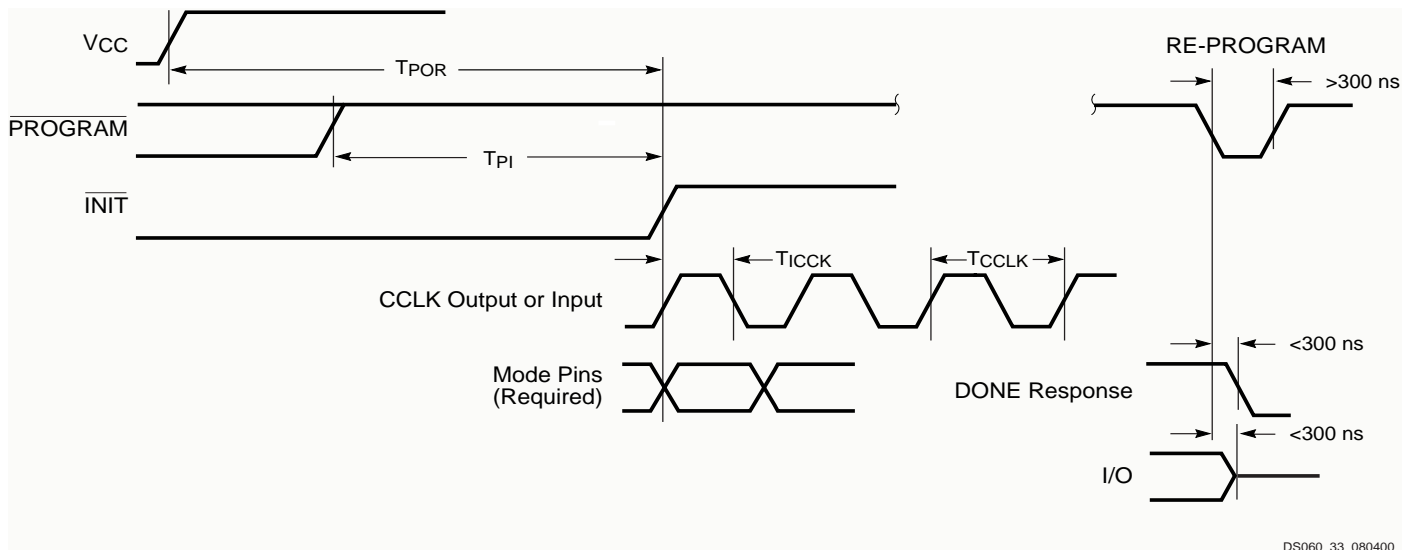 VCC
TPOR
RE-PROGRAM
>300 ns
PROGRAM
TPI
INIT
TICCK
TCCLK
CCLK Output or Input
<300 ns
Mode Pins
(Required)
DONE Response
<300 ns
I/O
DS060_33_080400